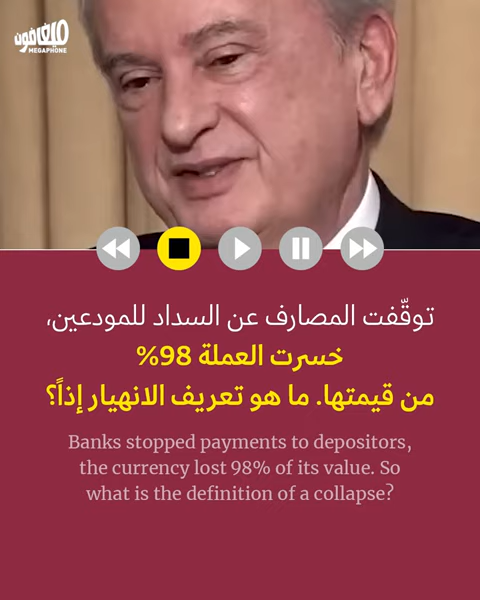 ميغافون
MEGAPHONE
توقّفت المصارف عن السداد للمودعين،
خسرت العملة 98%
من قيمتها. ما هو تعريف الانهيار إذاً؟
Banks stopped payments to depositors,
the currency lost 98% of its value. So
what is the definition of a collapse?